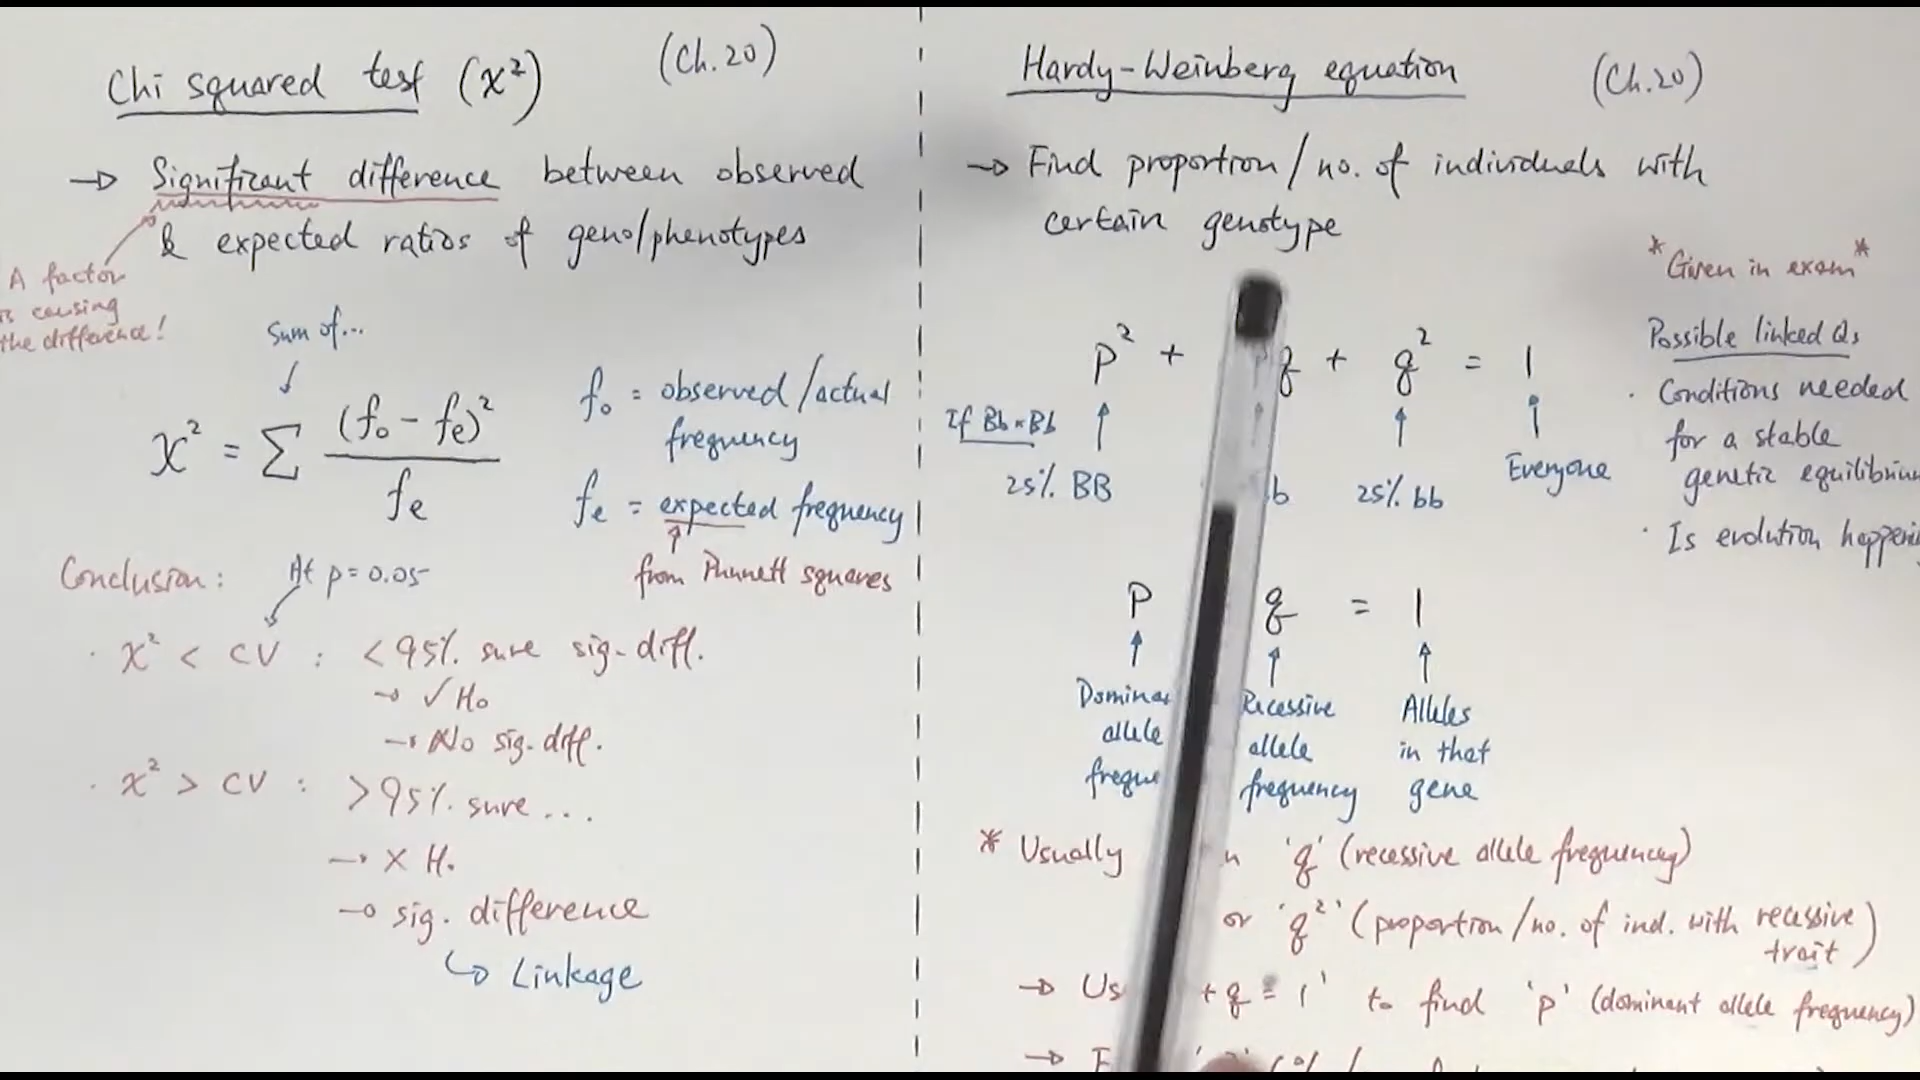 Chi squared test (χ²) (Ch.20)
→ Significant difference between observed
& expected ratios of geno/phenotypes
A factor
is causing
the difference!
Sum of...
χ² = Σ (fo - fe)² / fe
fo = observed/actual
frequency
fe = expected frequency
from Punnett squares
Conclusion: At p=0.05
· χ² < CV : <95% sure sig. diff.
→ ✓ Ho
→ No sig. diff.
· χ² > CV : >95% sure...
→ X Ho
→ sig. difference
↳ Linkage
Hardy-Weinberg equation (Ch.20)
→ Find proportion/no. of individuals with
certain genotype
*Given in exam*
p² + q + q² = 1
If Bb×Bb
25% BB b 25% bb Everyone
Possible linked Qs
· Conditions needed
for a stable
genetic equilibrium
· Is evolution happeni
p q = 1
Domina Recessive Alleles
allele allele in that
freque frequency gene
* Usually 'q' (recessive allele frequency)
or 'q²' (proportion/no. of ind. with recessive
trait)
→ Us +q = 1' to find 'p' (dominant allele frequency)
→ F